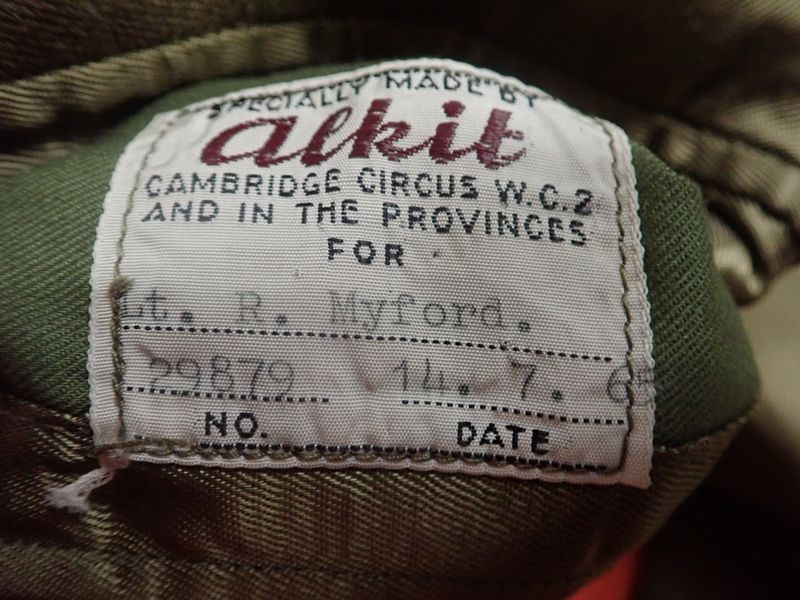 SPECIALLY MADE BY
alkit
CAMBRIDGE CIRCUS W.C.2
AND IN THE PROVINCES
FOR
Lt. R. Myford.
29879 14. 7. 6
NO. DATE